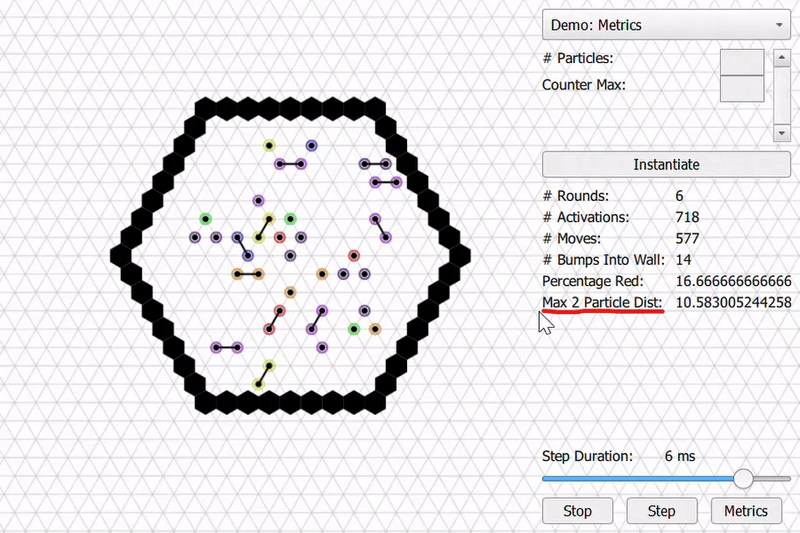 Demo: Metrics
# Particles:
Counter Max:
Instantiate
# Rounds: 6
# Activations: 718
# Moves: 577
# Bumps Into Wall: 14
Percentage Red: 16.666666666666
Max 2 Particle Dist: 10.583005244258
Step Duration: 6 ms
Stop Step Metrics